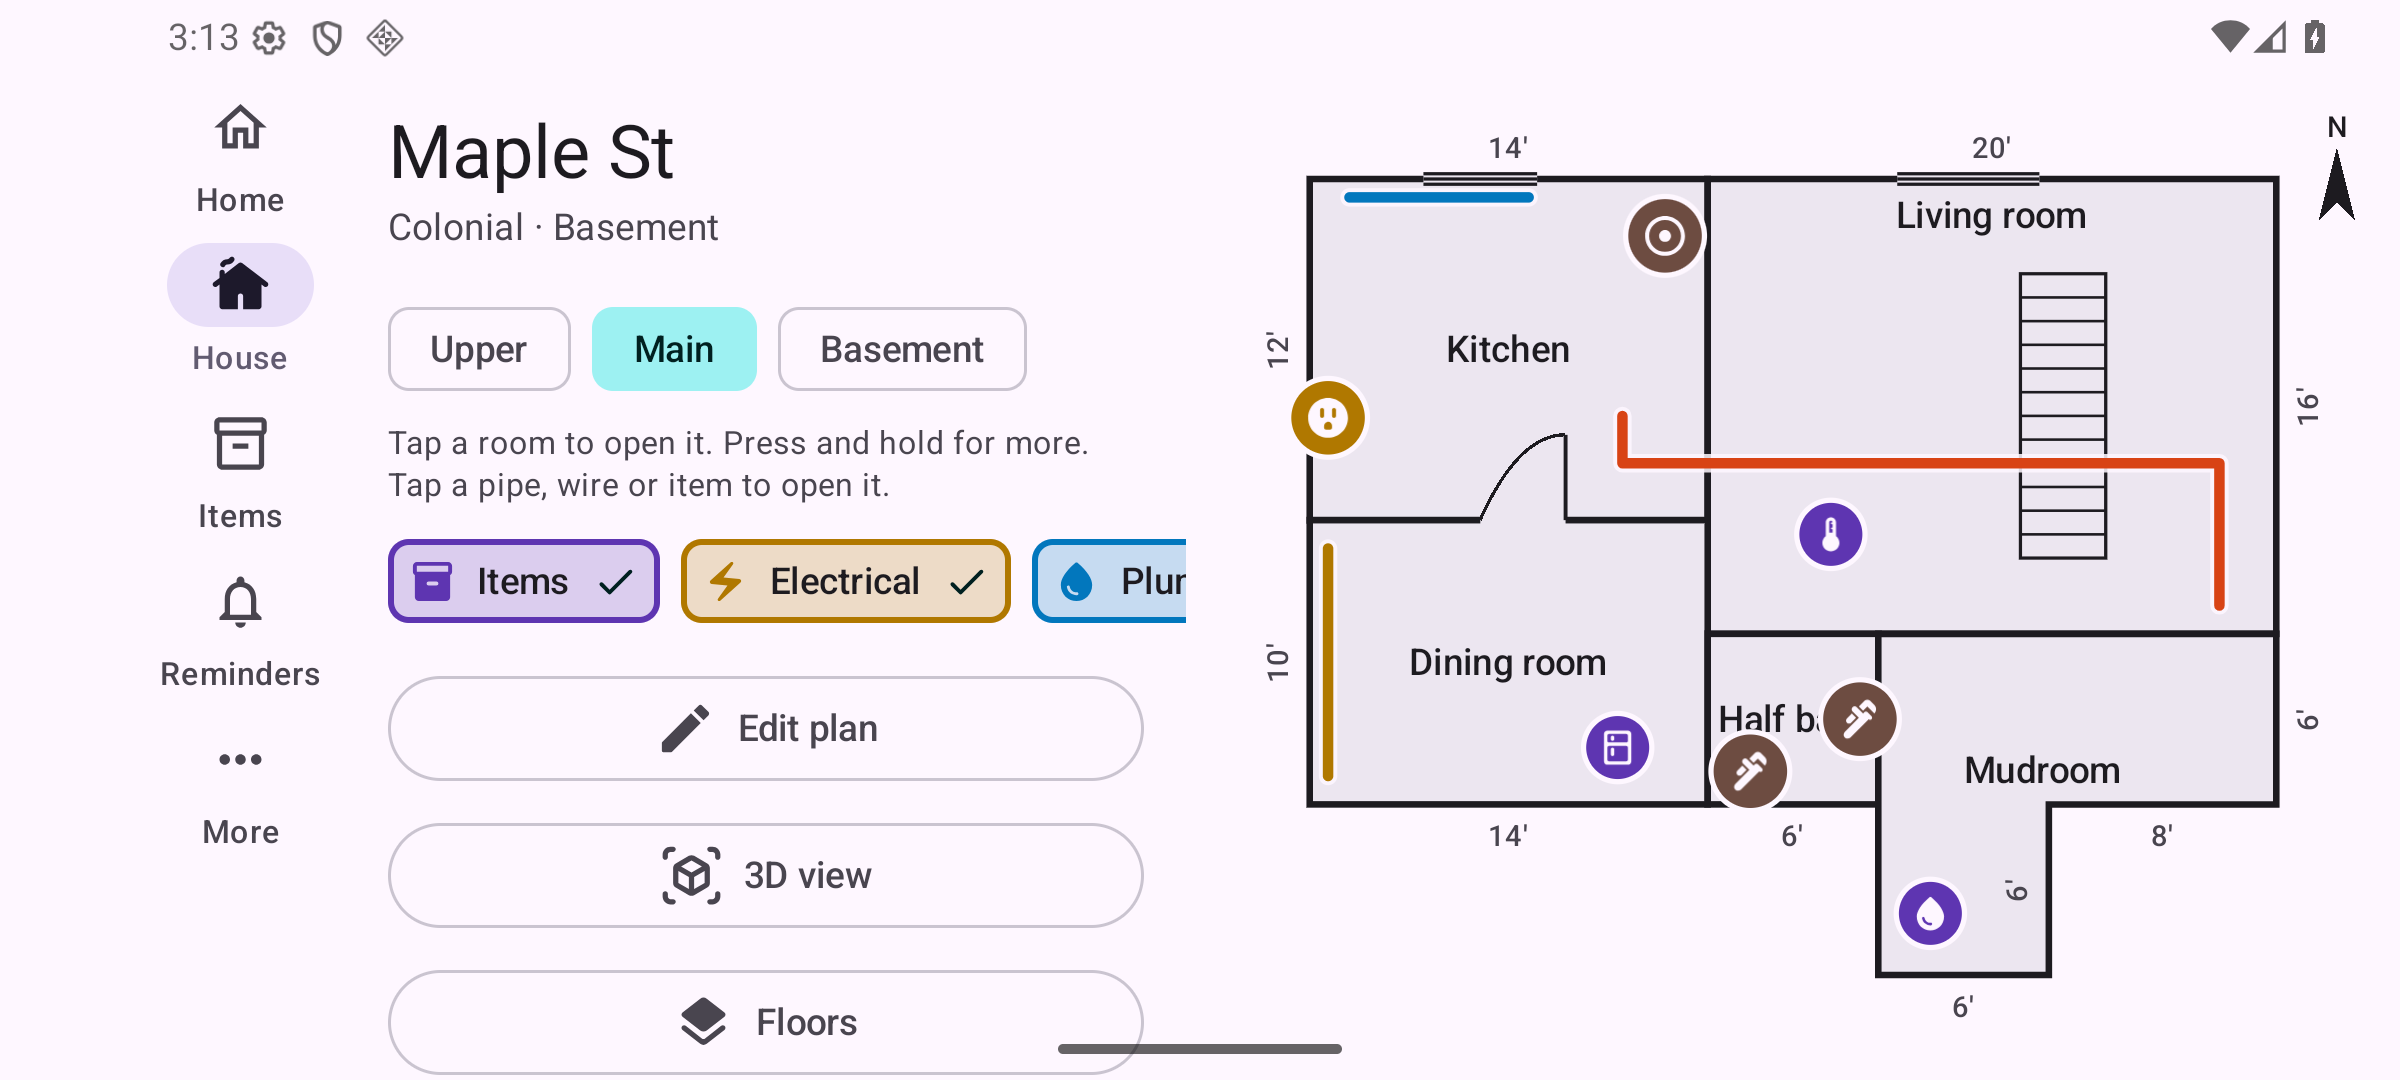 3:13
Home
House
Items
Reminders
More
Maple St
Colonial · Basement
Upper
Main
Basement
Tap a room to open it. Press and hold for more.
Tap a pipe, wire or item to open it.
Items
Electrical
Plur
Edit plan
3D view
Floors
N
14'
20'
Living room
Kitchen
12'
16'
Dining room
10'
Half ba
6'
Mudroom
14'
6'
8'
6'
6'